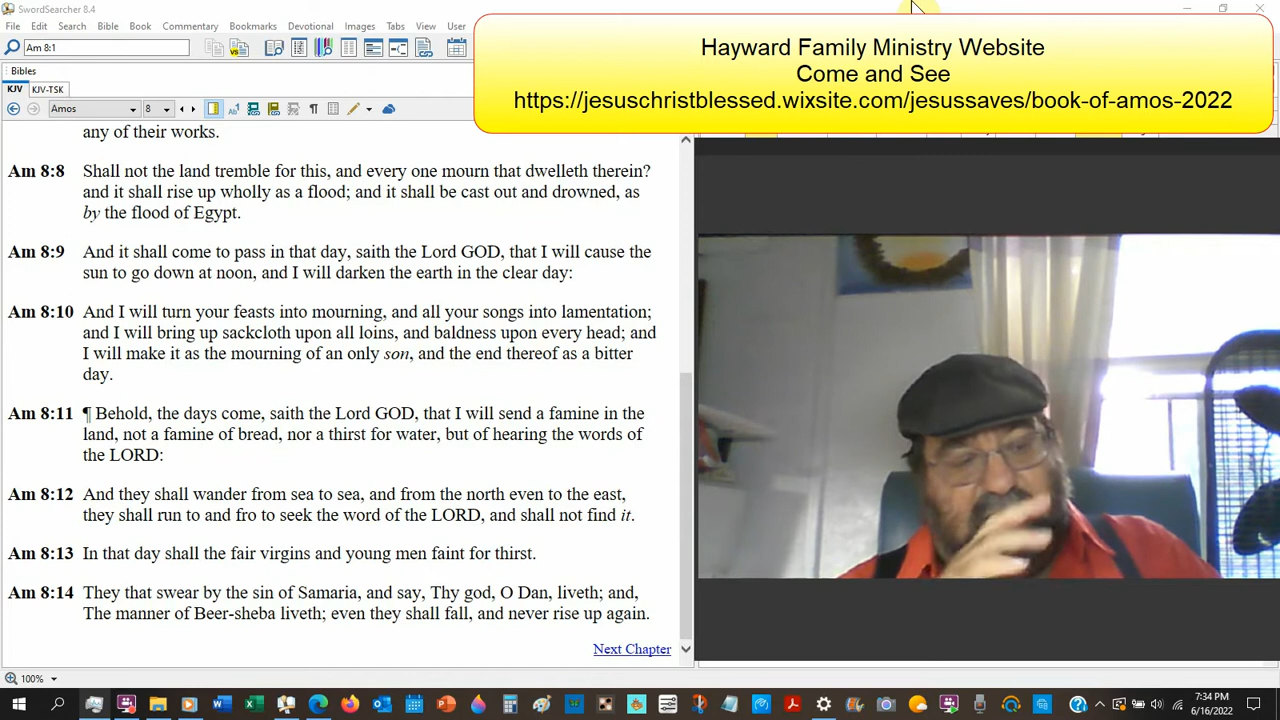 SwordSearcher 8.4
File Edit Search Bible Book Commentary Bookmarks Devotional Images Tabs User
Am 8:1
Bibles
KJV KJV-TSK
Amos 8
Hayward Family Ministry Website
Come and See
https://jesuschristblessed.wixsite.com/jesussaves/book-of-amos-2022
any of their works.
Am 8:8 Shall not the land tremble for this, and every one mourn that dwelleth therein?
and it shall rise up wholly as a flood; and it shall be cast out and drowned, as
by the flood of Egypt.
Am 8:9 And it shall come to pass in that day, saith the Lord GOD, that I will cause the
sun to go down at noon, and I will darken the earth in the clear day:
Am 8:10 And I will turn your feasts into mourning, and all your songs into lamentation;
and I will bring up sackcloth upon all loins, and baldness upon every head; and
I will make it as the mourning of an only son, and the end thereof as a bitter
day.
Am 8:11 ¶ Behold, the days come, saith the Lord GOD, that I will send a famine in the
land, not a famine of bread, nor a thirst for water, but of hearing the words of
the LORD:
Am 8:12 And they shall wander from sea to sea, and from the north even to the east,
they shall run to and fro to seek the word of the LORD, and shall not find it.
Am 8:13 In that day shall the fair virgins and young men faint for thirst.
Am 8:14 They that swear by the sin of Samaria, and say, Thy god, O Dan, liveth; and,
The manner of Beer-sheba liveth; even they shall fall, and never rise up again.
Next Chapter
100%
7:34 PM
6/16/2022